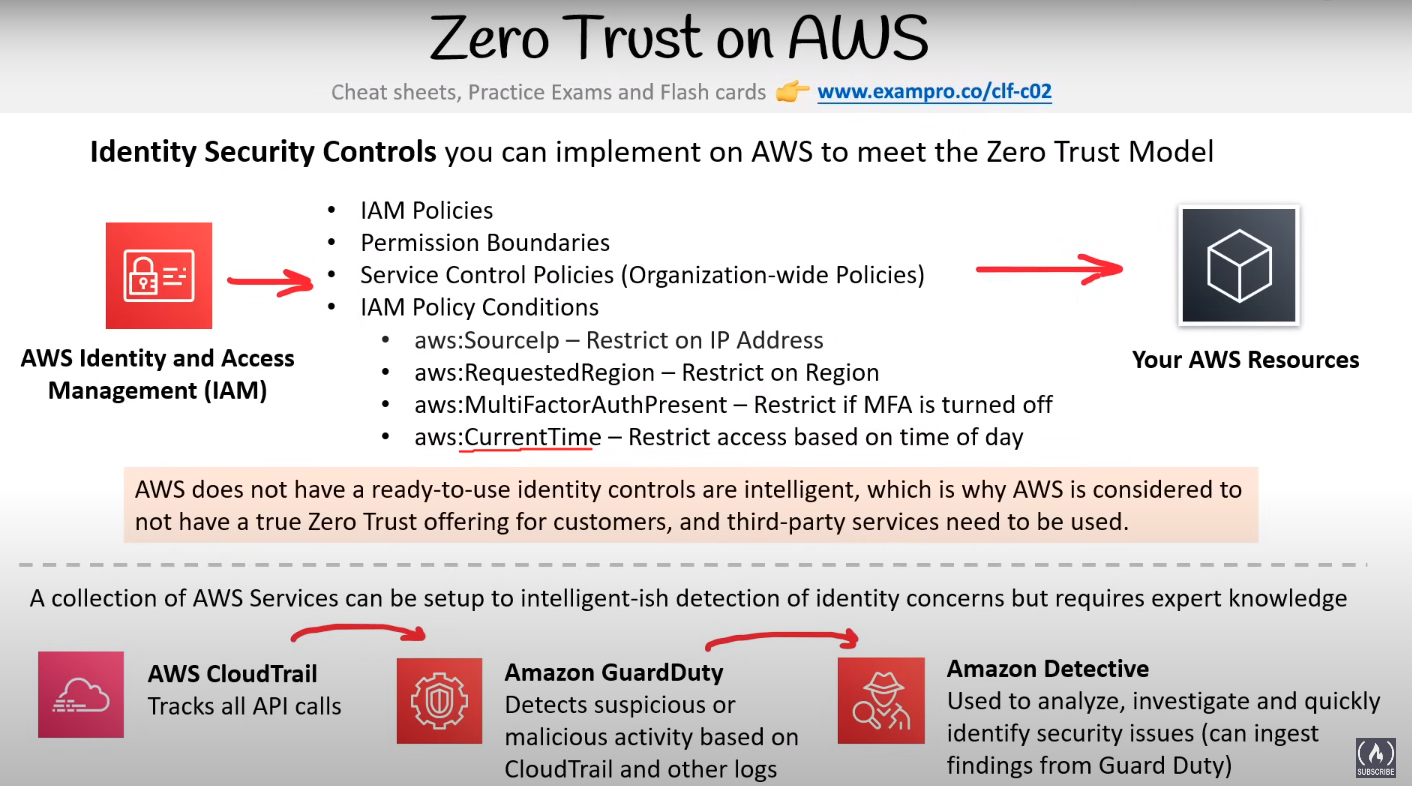 Zero Trust on AWS
Cheat sheets, Practice Exams and Flash cards 👉 www.exampro.co/clf-c02
Identity Security Controls you can implement on AWS to meet the Zero Trust Model
AWS Identity and Access
Management (IAM)
• IAM Policies
• Permission Boundaries
• Service Control Policies (Organization-wide Policies)
• IAM Policy Conditions
• aws:SourceIp – Restrict on IP Address
• aws:RequestedRegion – Restrict on Region
• aws:MultiFactorAuthPresent – Restrict if MFA is turned off
• aws:CurrentTime – Restrict access based on time of day
Your AWS Resources
AWS does not have a ready-to-use identity controls are intelligent, which is why AWS is considered to
not have a true Zero Trust offering for customers, and third-party services need to be used.
A collection of AWS Services can be setup to intelligent-ish detection of identity concerns but requires expert knowledge
AWS CloudTrail
Tracks all API calls
Amazon GuardDuty
Detects suspicious or
malicious activity based on
CloudTrail and other logs
Amazon Detective
Used to analyze, investigate and quickly
identify security issues (can ingest
findings from Guard Duty)
SUBSCRIBE